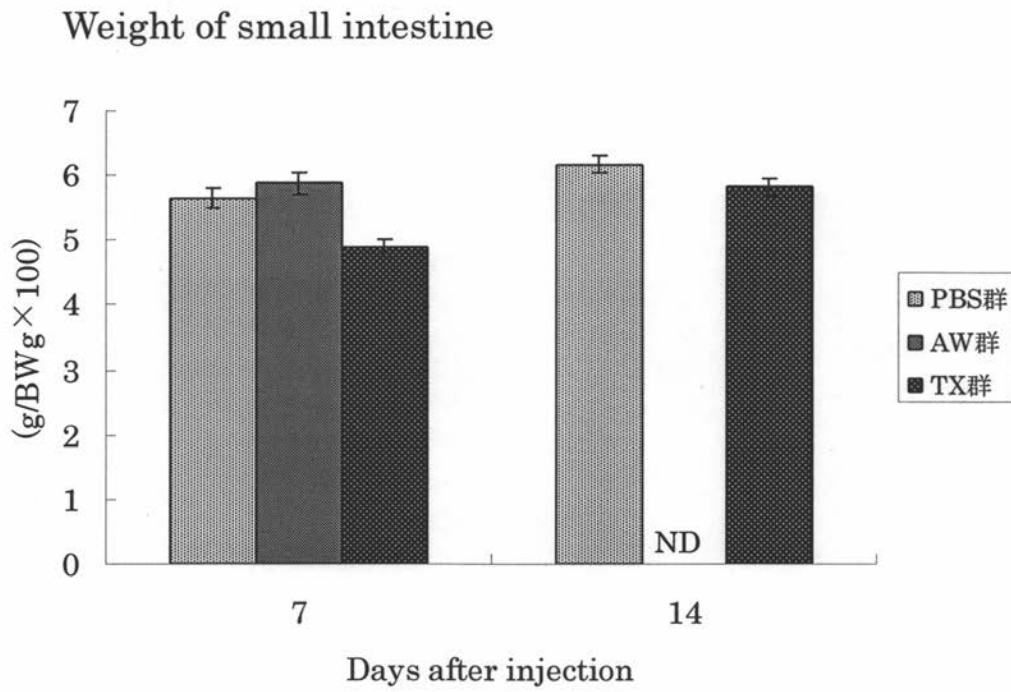 Weight of small intestine
7
6
5
4
3
2
1
0
(g/BWg×100)
ND
7
14
Days after injection
PBS群
AW群
TX群